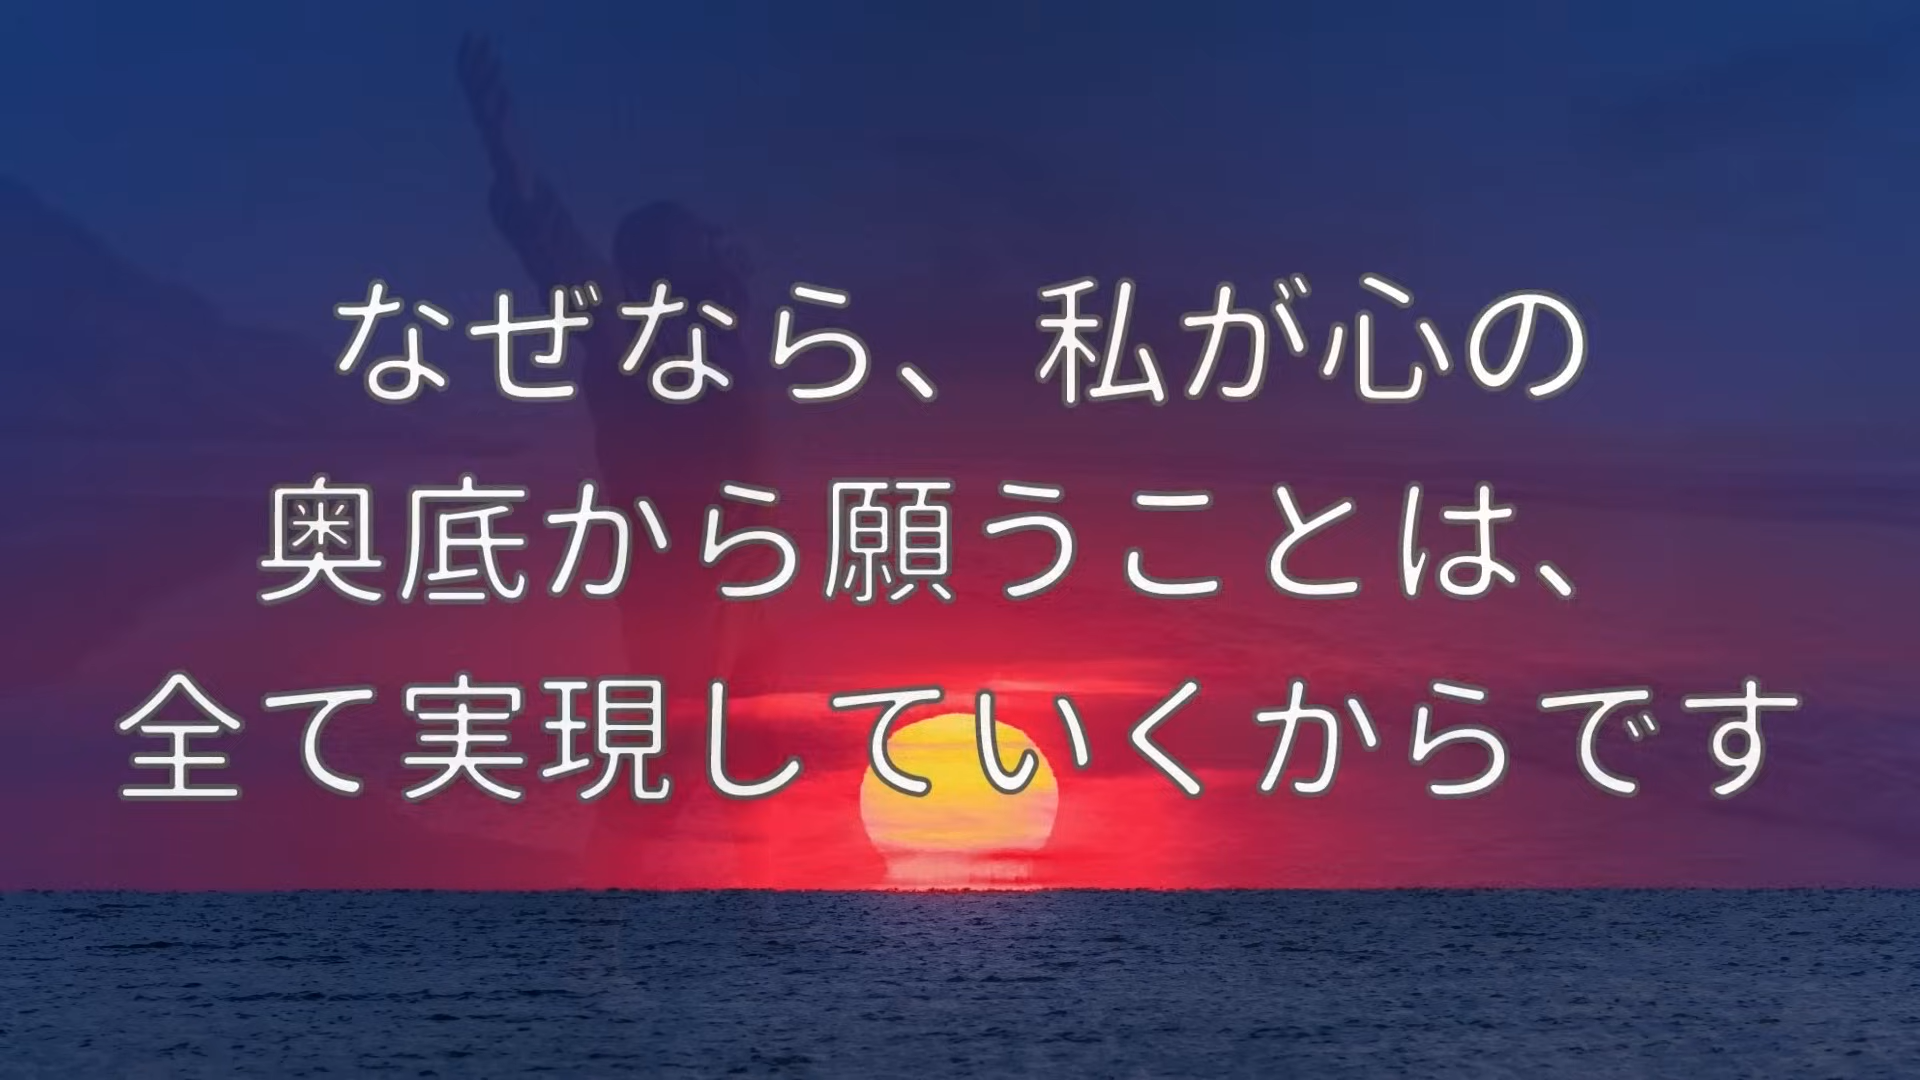 なぜなら、私が心の
奥底から願うことは、
全て実現していくからです